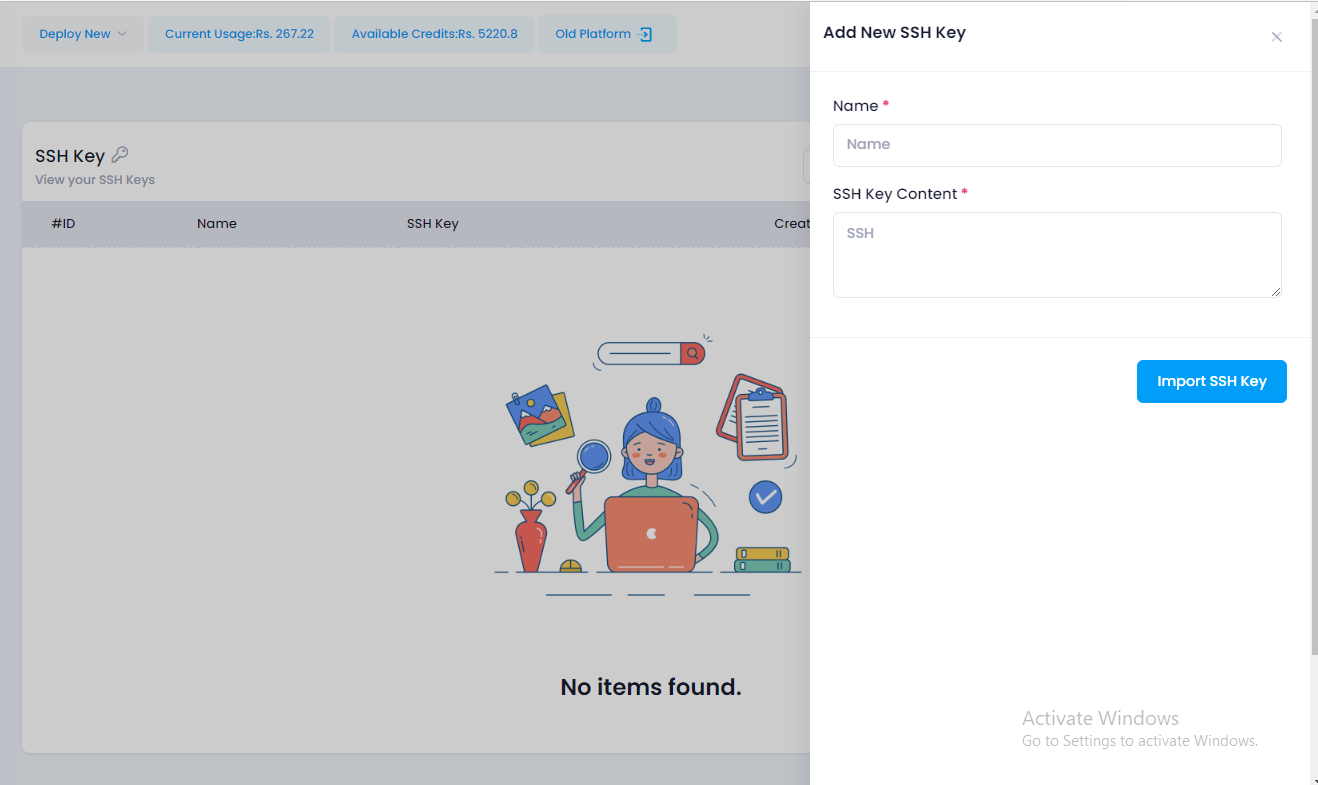 Deploy New
Current Usage:Rs. 267.22
Available Credits:Rs. 5220.8
Old Platform
SSH Key
View your SSH Keys
#ID
Name
SSH Key
Creat
No items found.
Add New SSH Key
Name *
Name
SSH Key Content *
SSH
Import SSH Key
Activate Windows
Go to Settings to activate Windows.